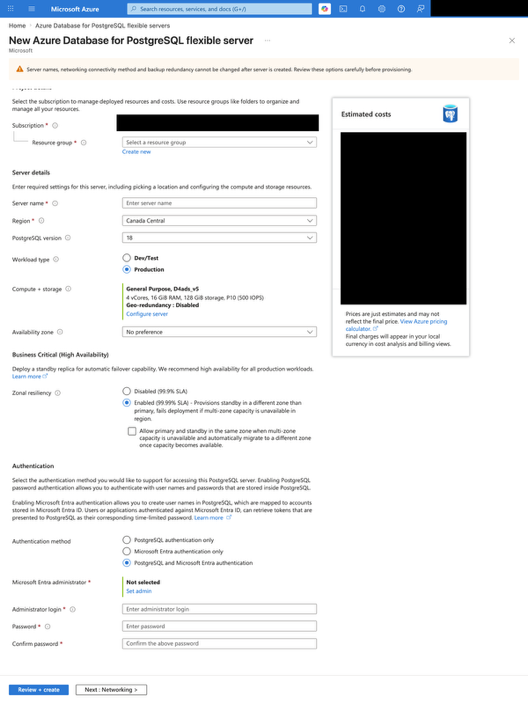 Microsoft Azure
Search resources, services, and docs (G+/)
Home > Azure Database for PostgreSQL flexible servers >
New Azure Database for PostgreSQL flexible server ...
Microsoft
Server names, networking connectivity method and backup redundancy cannot be changed after server is created. Review these options carefully before provisioning.
Project details
Select the subscription to manage deployed resources and costs. Use resource groups like folders to organize and
manage all your resources.
Subscription *
Resource group *
Select a resource group
Create new
Server details
Enter required settings for this server, including picking a location and configuring the compute and storage resources.
Server name *
Enter server name
Region *
Canada Central
PostgreSQL version
18
Workload type
Dev/Test
Production
Compute + storage
General Purpose, D4ads_v5
4 vCores, 16 GiB RAM, 128 GiB storage, P10 (500 IOPS)
Geo-redundancy : Disabled
Configure server
Availability zone
No preference
Business Critical (High Availability)
Deploy a standby replica for automatic failover capability. We recommend high availability for all production workloads.
Learn more
Zonal resiliency
Disabled (99.9% SLA)
Enabled (99.99% SLA) - Provisions standby in a different zone than
primary, fails deployment if multi-zone capacity is unavailable in
region.
Allow primary and standby in the same zone when multi-zone
capacity is unavailable and automatically migrate to a different zone
once capacity becomes available.
Authentication
Select the authentication method you would like to support for accessing this PostgreSQL server. Enabling PostgreSQL
password authentication allows you to authenticate with user names and passwords that are stored inside PostgreSQL.
Enabling Microsoft Entra authentication allows you to create user names in PostgreSQL, which are mapped to accounts
stored in Microsoft Entra ID. Users or applications authenticated against Microsoft Entra ID, can retrieve tokens that are
presented to PostgreSQL as their corresponding time-limited password. Learn more
Authentication method
PostgreSQL authentication only
Microsoft Entra authentication only
PostgreSQL and Microsoft Entra authentication
Microsoft Entra administrator *
Not selected
Set admin
Administrator login *
Enter administrator login
Password *
Enter password
Confirm password *
Confirm the above password
Review + create
Next : Networking >
Estimated costs
Prices are just estimates and may not
reflect the final price. View Azure pricing
calculator.
Final charges will appear in your local
currency in cost analysis and billing views.